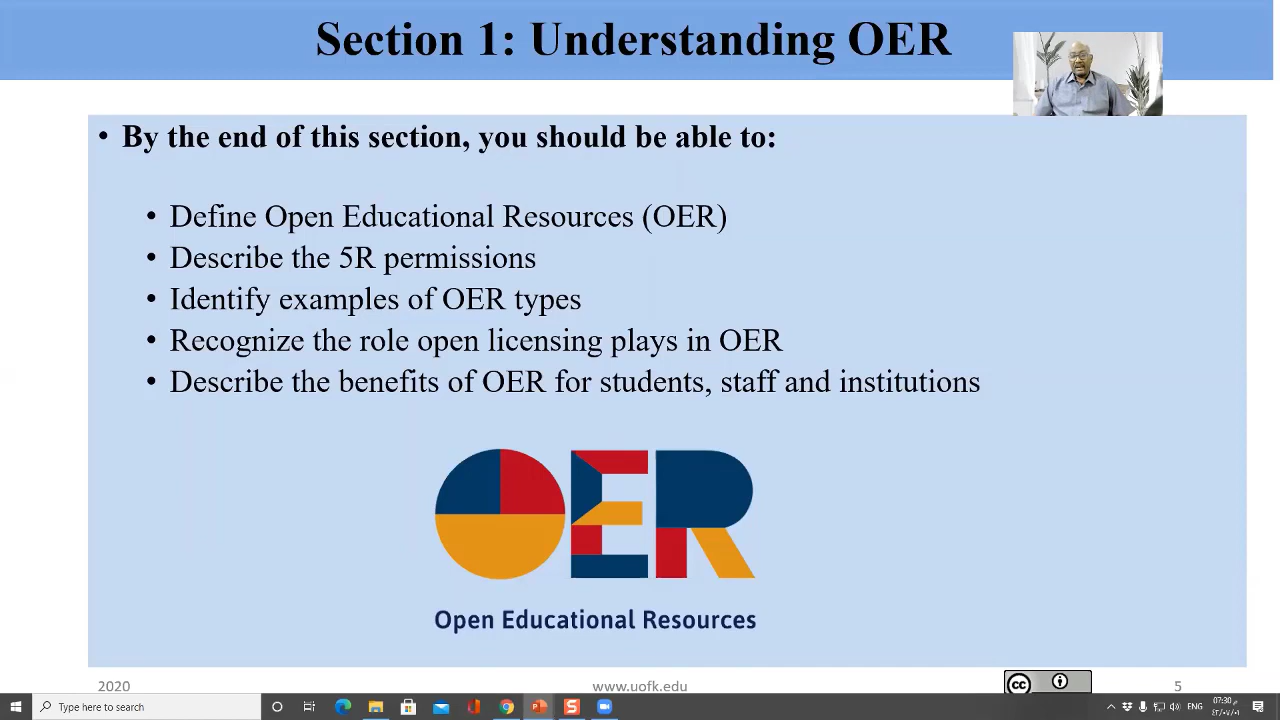 Section 1: Understanding OER
• By the end of this section, you should be able to:
• Define Open Educational Resources (OER)
• Describe the 5R permissions
• Identify examples of OER types
• Recognize the role open licensing plays in OER
• Describe the benefits of OER for students, staff and institutions
OER
Open Educational Resources
2020
www.uofk.edu
cc
5
Type here to search
ENG